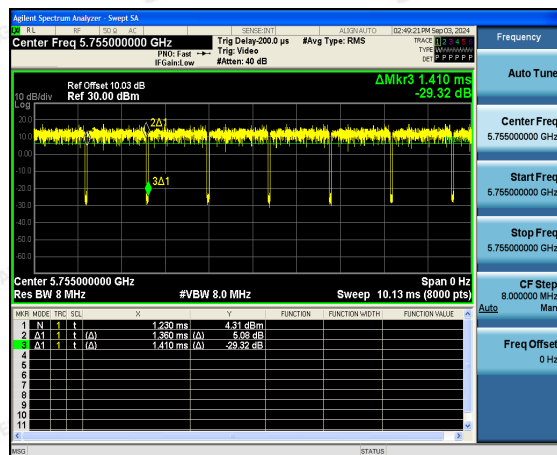 Agilent Spectrum Analyzer - Swept SA
RL RF 50 Ω AC SENSE:INT ALIGNAUTO 02:49:21 PM Sep 03, 2024
Center Freq 5.755000000 GHz Trig Delay-200.0 µs #Avg Type: RMS TRACE 1 2 3 4 5 6
PNO: Fast Trig: Video TYPE WWWWWW
IFGain:Low #Atten: 40 dB DET P P P P P P
Ref Offset 10.03 dB ΔMkr3 1.410 ms
10 dB/div Ref 30.00 dBm -29.32 dB
Log
20.0
2Δ1
10.0
0.00
-10.0
3Δ1
-20.0
-30.0
-40.0
-50.0
-60.0
Center 5.755000000 GHz Span 0 Hz
Res BW 8 MHz #VBW 8.0 MHz Sweep 10.13 ms (8000 pts)
MKR MODE TRC SCL X Y FUNCTION FUNCTION WIDTH FUNCTION VALUE
1 N 1 t 1.230 ms 4.31 dBm
2 Δ1 1 t (Δ) 1.360 ms (Δ) 5.08 dB
3 Δ1 1 t (Δ) 1.410 ms (Δ) -29.32 dB
4
5
6
7
8
9
10
11
MSG STATUS
Frequency
Auto Tune
Center Freq
5.755000000 GHz
Start Freq
5.755000000 GHz
Stop Freq
5.755000000 GHz
CF Step
8.000000 MHz
Auto Man
Freq Offset
0 Hz